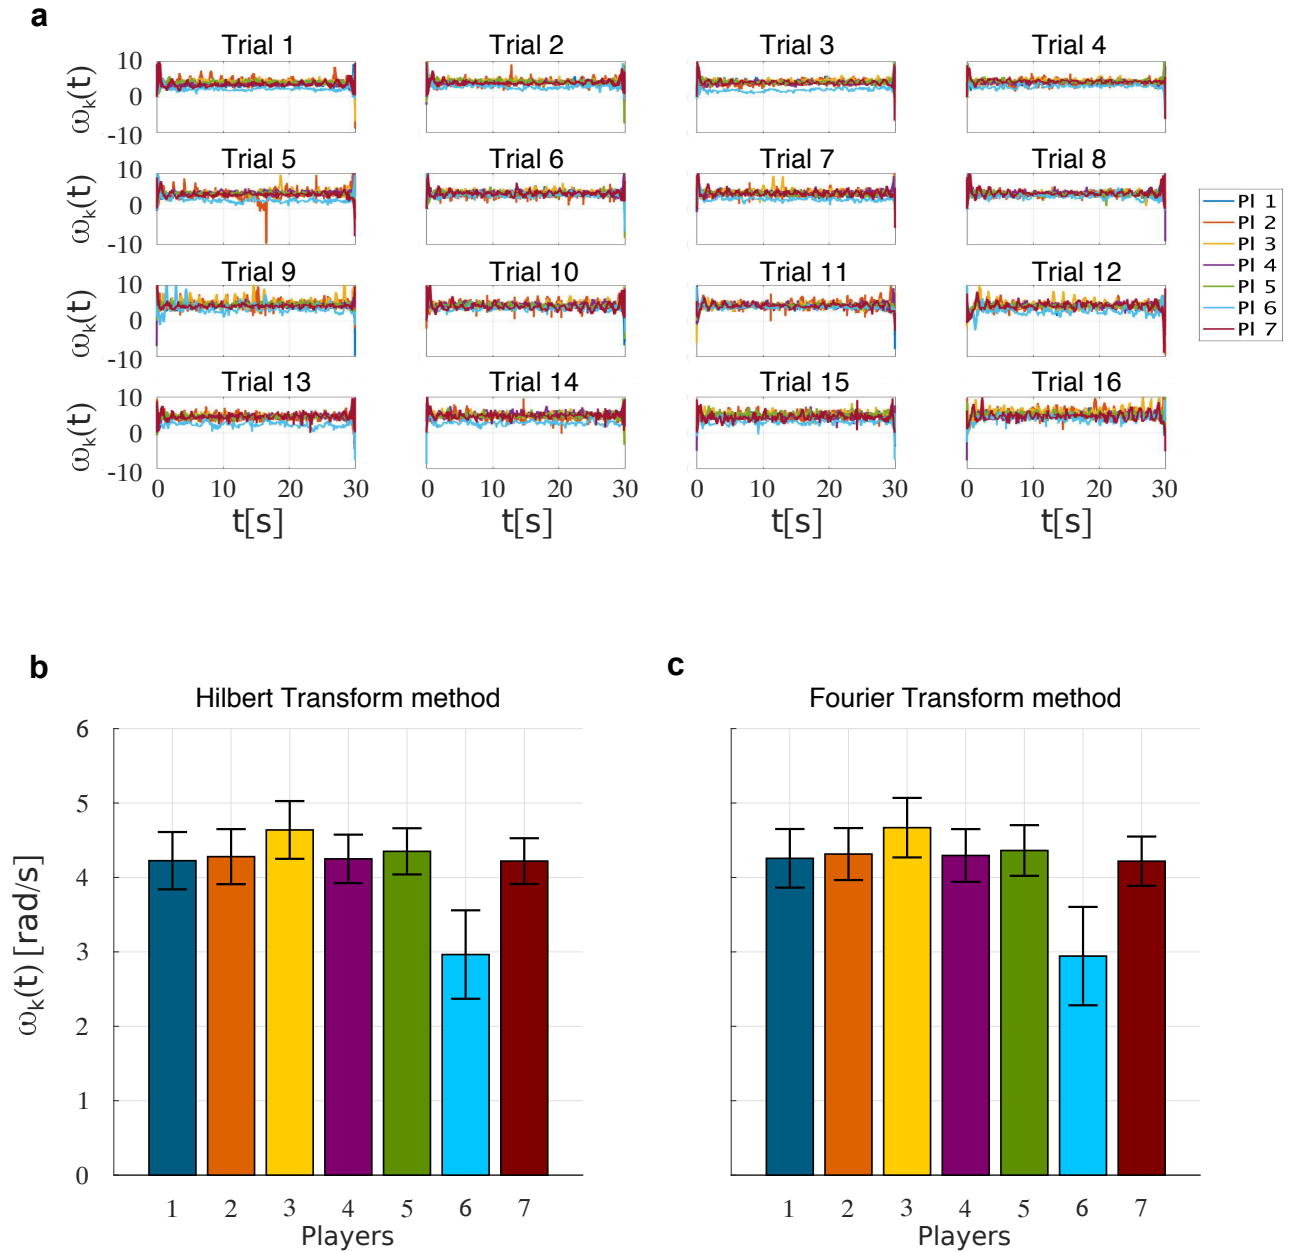 a
Trial 1 Trial 2 Trial 3 Trial 4
10
0
-10
ωk(t)
Trial 5 Trial 6 Trial 7 Trial 8
10
0
-10
ωk(t)
Pl 1
Pl 2
Pl 3
Pl 4
Pl 5
Pl 6
Pl 7
Trial 9 Trial 10 Trial 11 Trial 12
10
0
-10
ωk(t)
Trial 13 Trial 14 Trial 15 Trial 16
10
0
-10
ωk(t)
0 10 20 30 0 10 20 30 0 10 20 30 0 10 20 30
t[s] t[s] t[s] t[s]
b
Hilbert Transform method
6
5
4
3
2
1
0
ωk(t) [rad/s]
1 2 3 4 5 6 7
Players
c
Fourier Transform method
1 2 3 4 5 6 7
Players